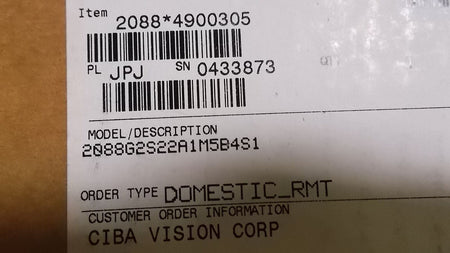 Item 2088*4900305
PL JPJ SN 0433873
QTY
MODEL/DESCRIPTION
2088G2S22A1M5B4S1
ORDER TYPE DOMESTIC_RMT
CUSTOMER ORDER INFORMATION
CIBA VISION CORP